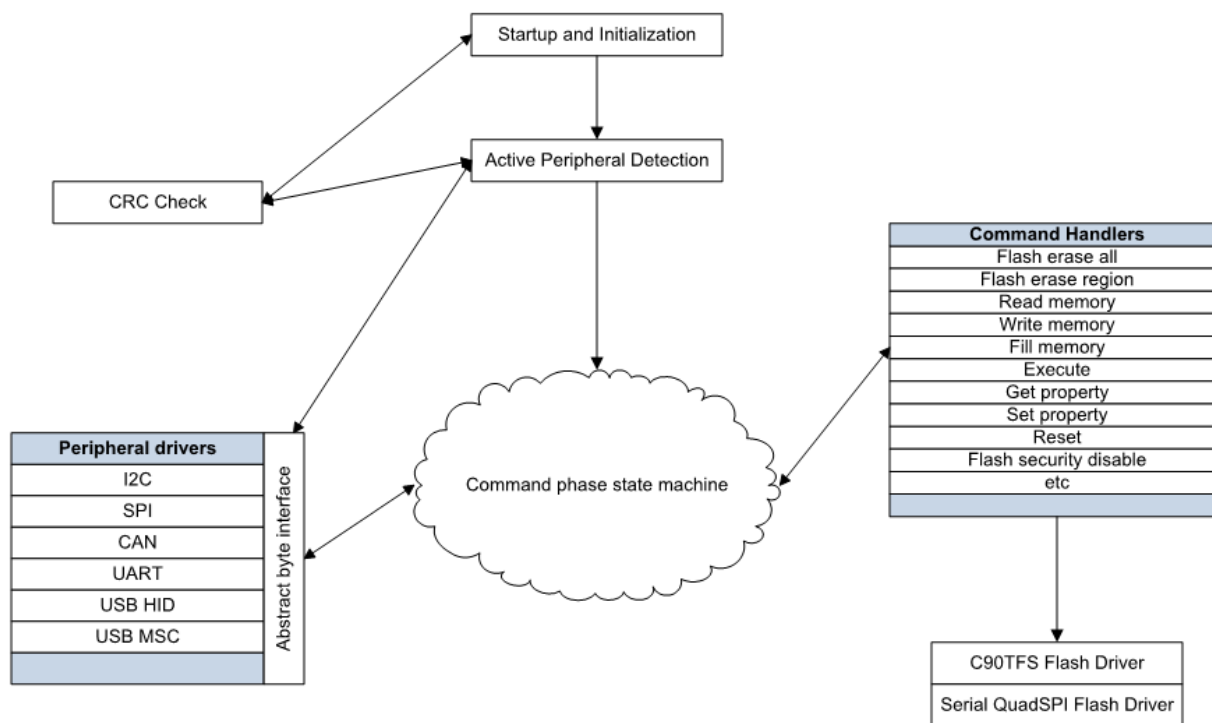 Startup and Initialization
Active Peripheral Detection
CRC Check
Command Handlers
Flash erase all
Flash erase region
Read memory
Write memory
Fill memory
Execute
Get property
Set property
Reset
Flash security disable
etc
Peripheral drivers
I2C
SPI
CAN
UART
USB HID
USB MSC
Abstract byte interface
Command phase state machine
C90TFS Flash Driver
Serial QuadSPI Flash Driver